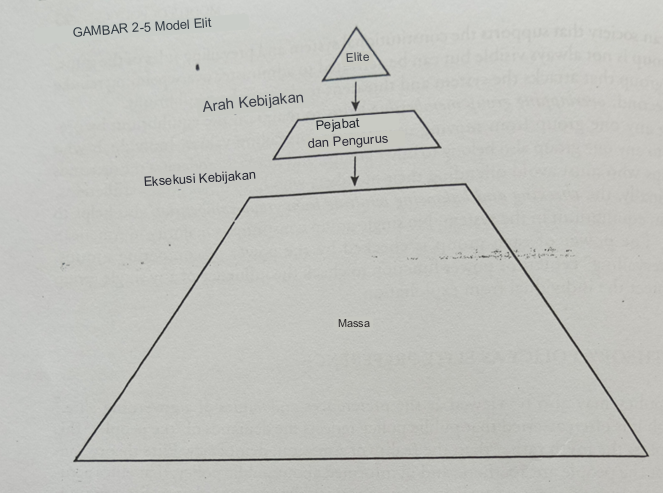 GAMBAR 2-5 Model Elit
Elite
Arah Kebijakan
Pejabat
dan Pengurus
Eksekusi Kebijakan
Massa